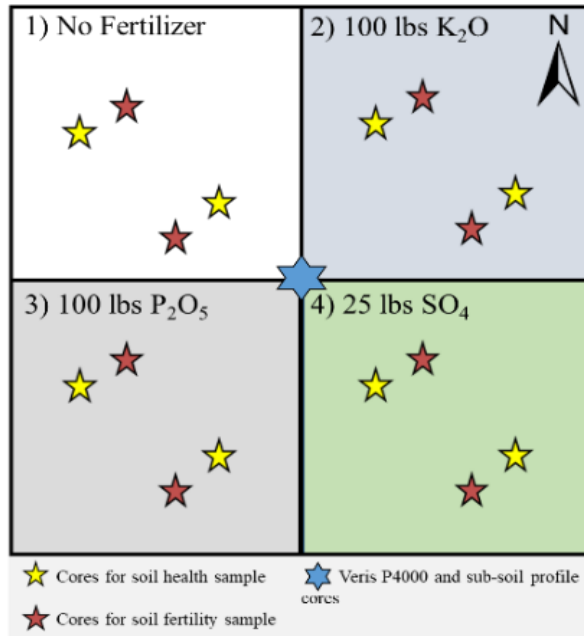 1) No Fertilizer
2) 100 lbs K₂O
N
3) 100 lbs P₂O₅
4) 25 lbs SO₄
Cores for soil health sample
Veris P4000 and sub-soil profile
cores
Cores for soil fertility sample